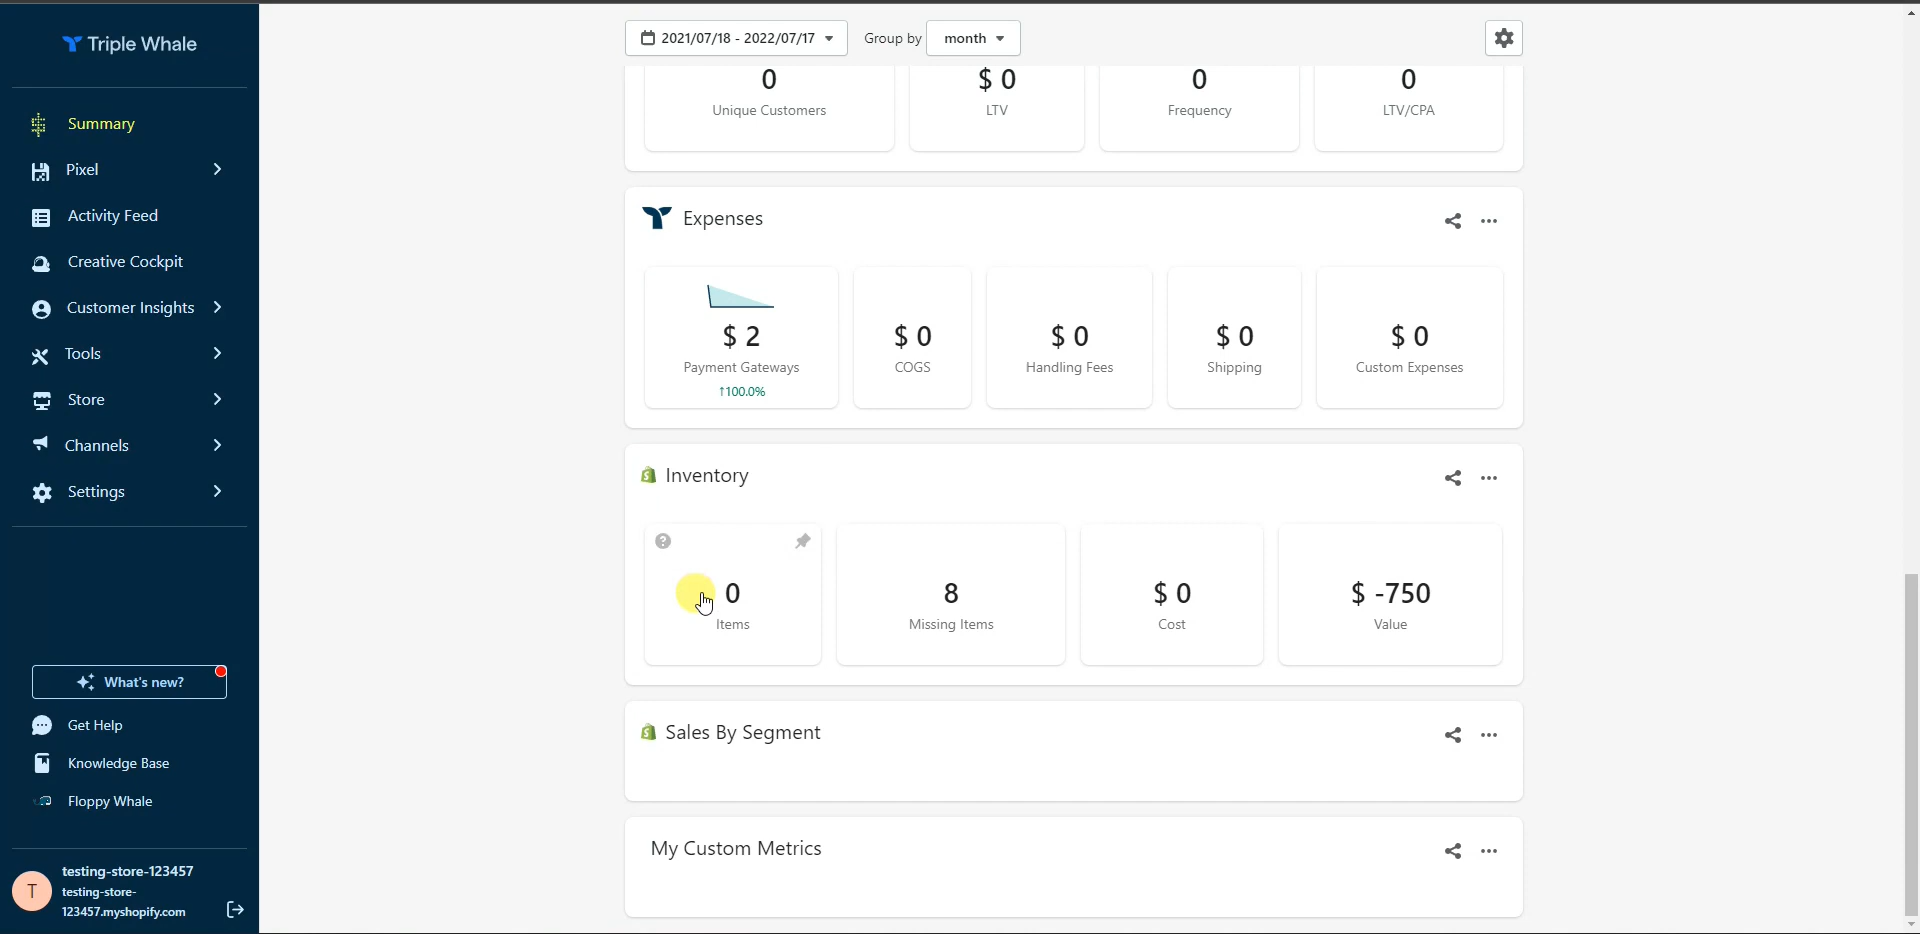 Triple Whale
Summary
Pixel
Activity Feed
Creative Cockpit
Customer Insights
Tools
Store
Channels
Settings
What's new?
Get Help
Knowledge Base
Floppy Whale
T
testing-store-123457
testing-store-
123457.myshopify.com
2021/07/18 - 2022/07/17
Group by
month
0
Unique Customers
$ 0
LTV
0
Frequency
0
LTV/CPA
Expenses
$ 2
Payment Gateways
↑100.0%
$ 0
COGS
$ 0
Handling Fees
$ 0
Shipping
$ 0
Custom Expenses
Inventory
0
Items
8
Missing Items
$ 0
Cost
$ -750
Value
Sales By Segment
My Custom Metrics